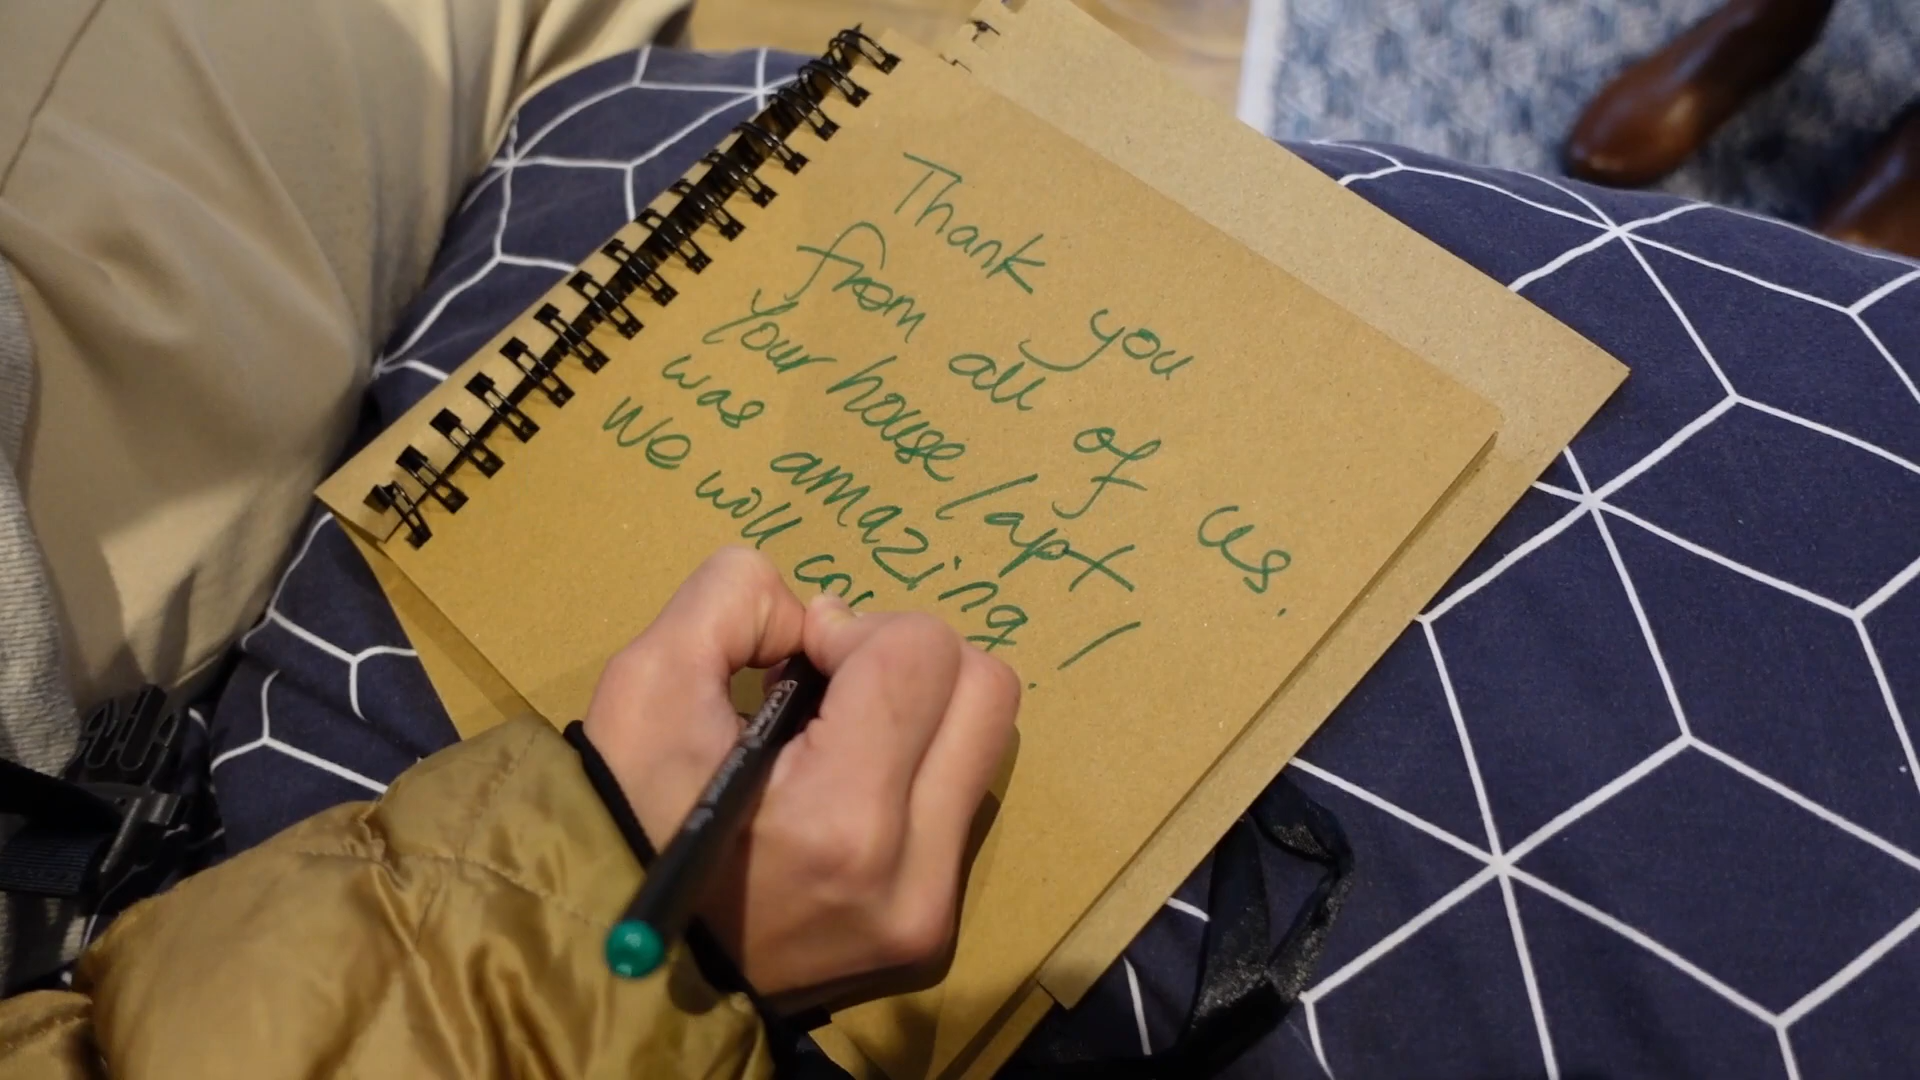 Thank you
from all of us.
Your house/apt
was amazing!
We will